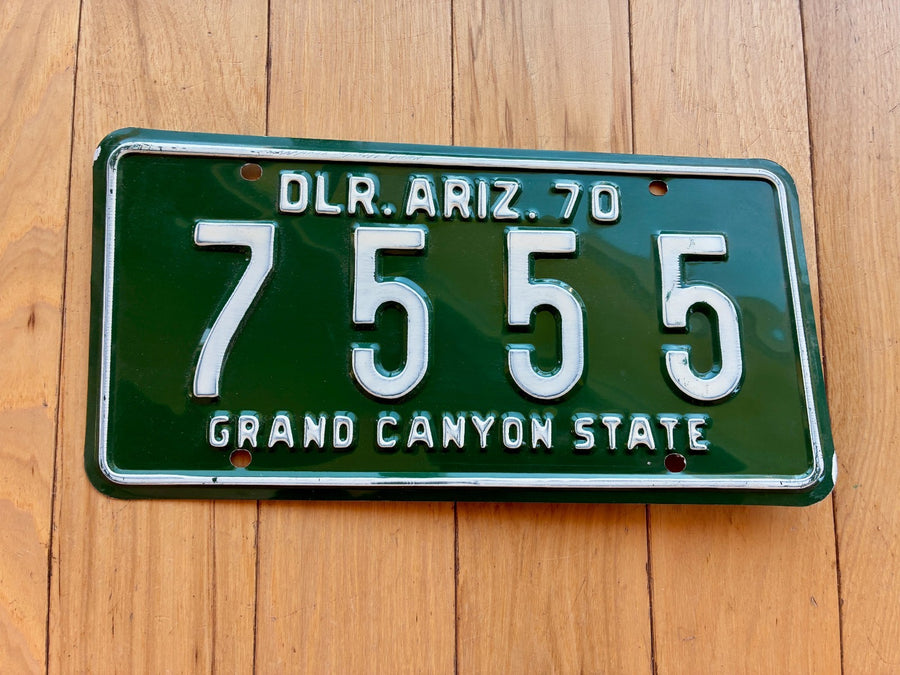 DLR. ARIZ. 70
7555
GRAND CANYON STATE